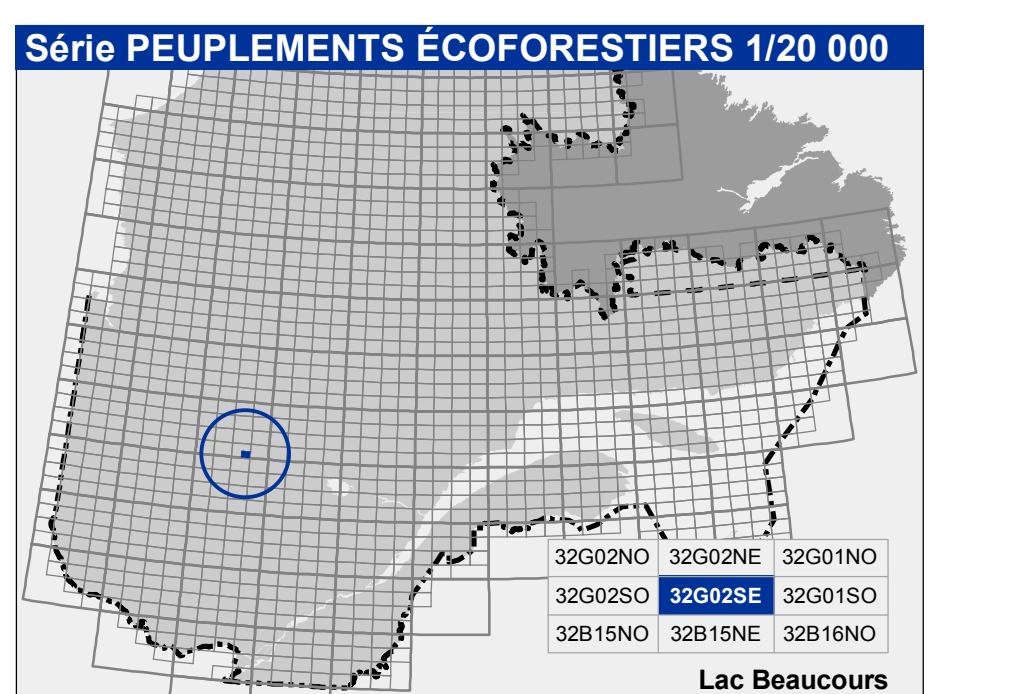 Série PEUPLEMENTS ÉCOFORESTIERS 1/20 000
32G02NO 32G02NE 32G01NO
32G02SO 32G02SE 32G01SO
32B15NO 32B15NE 32B16NO
Lac Beaucours